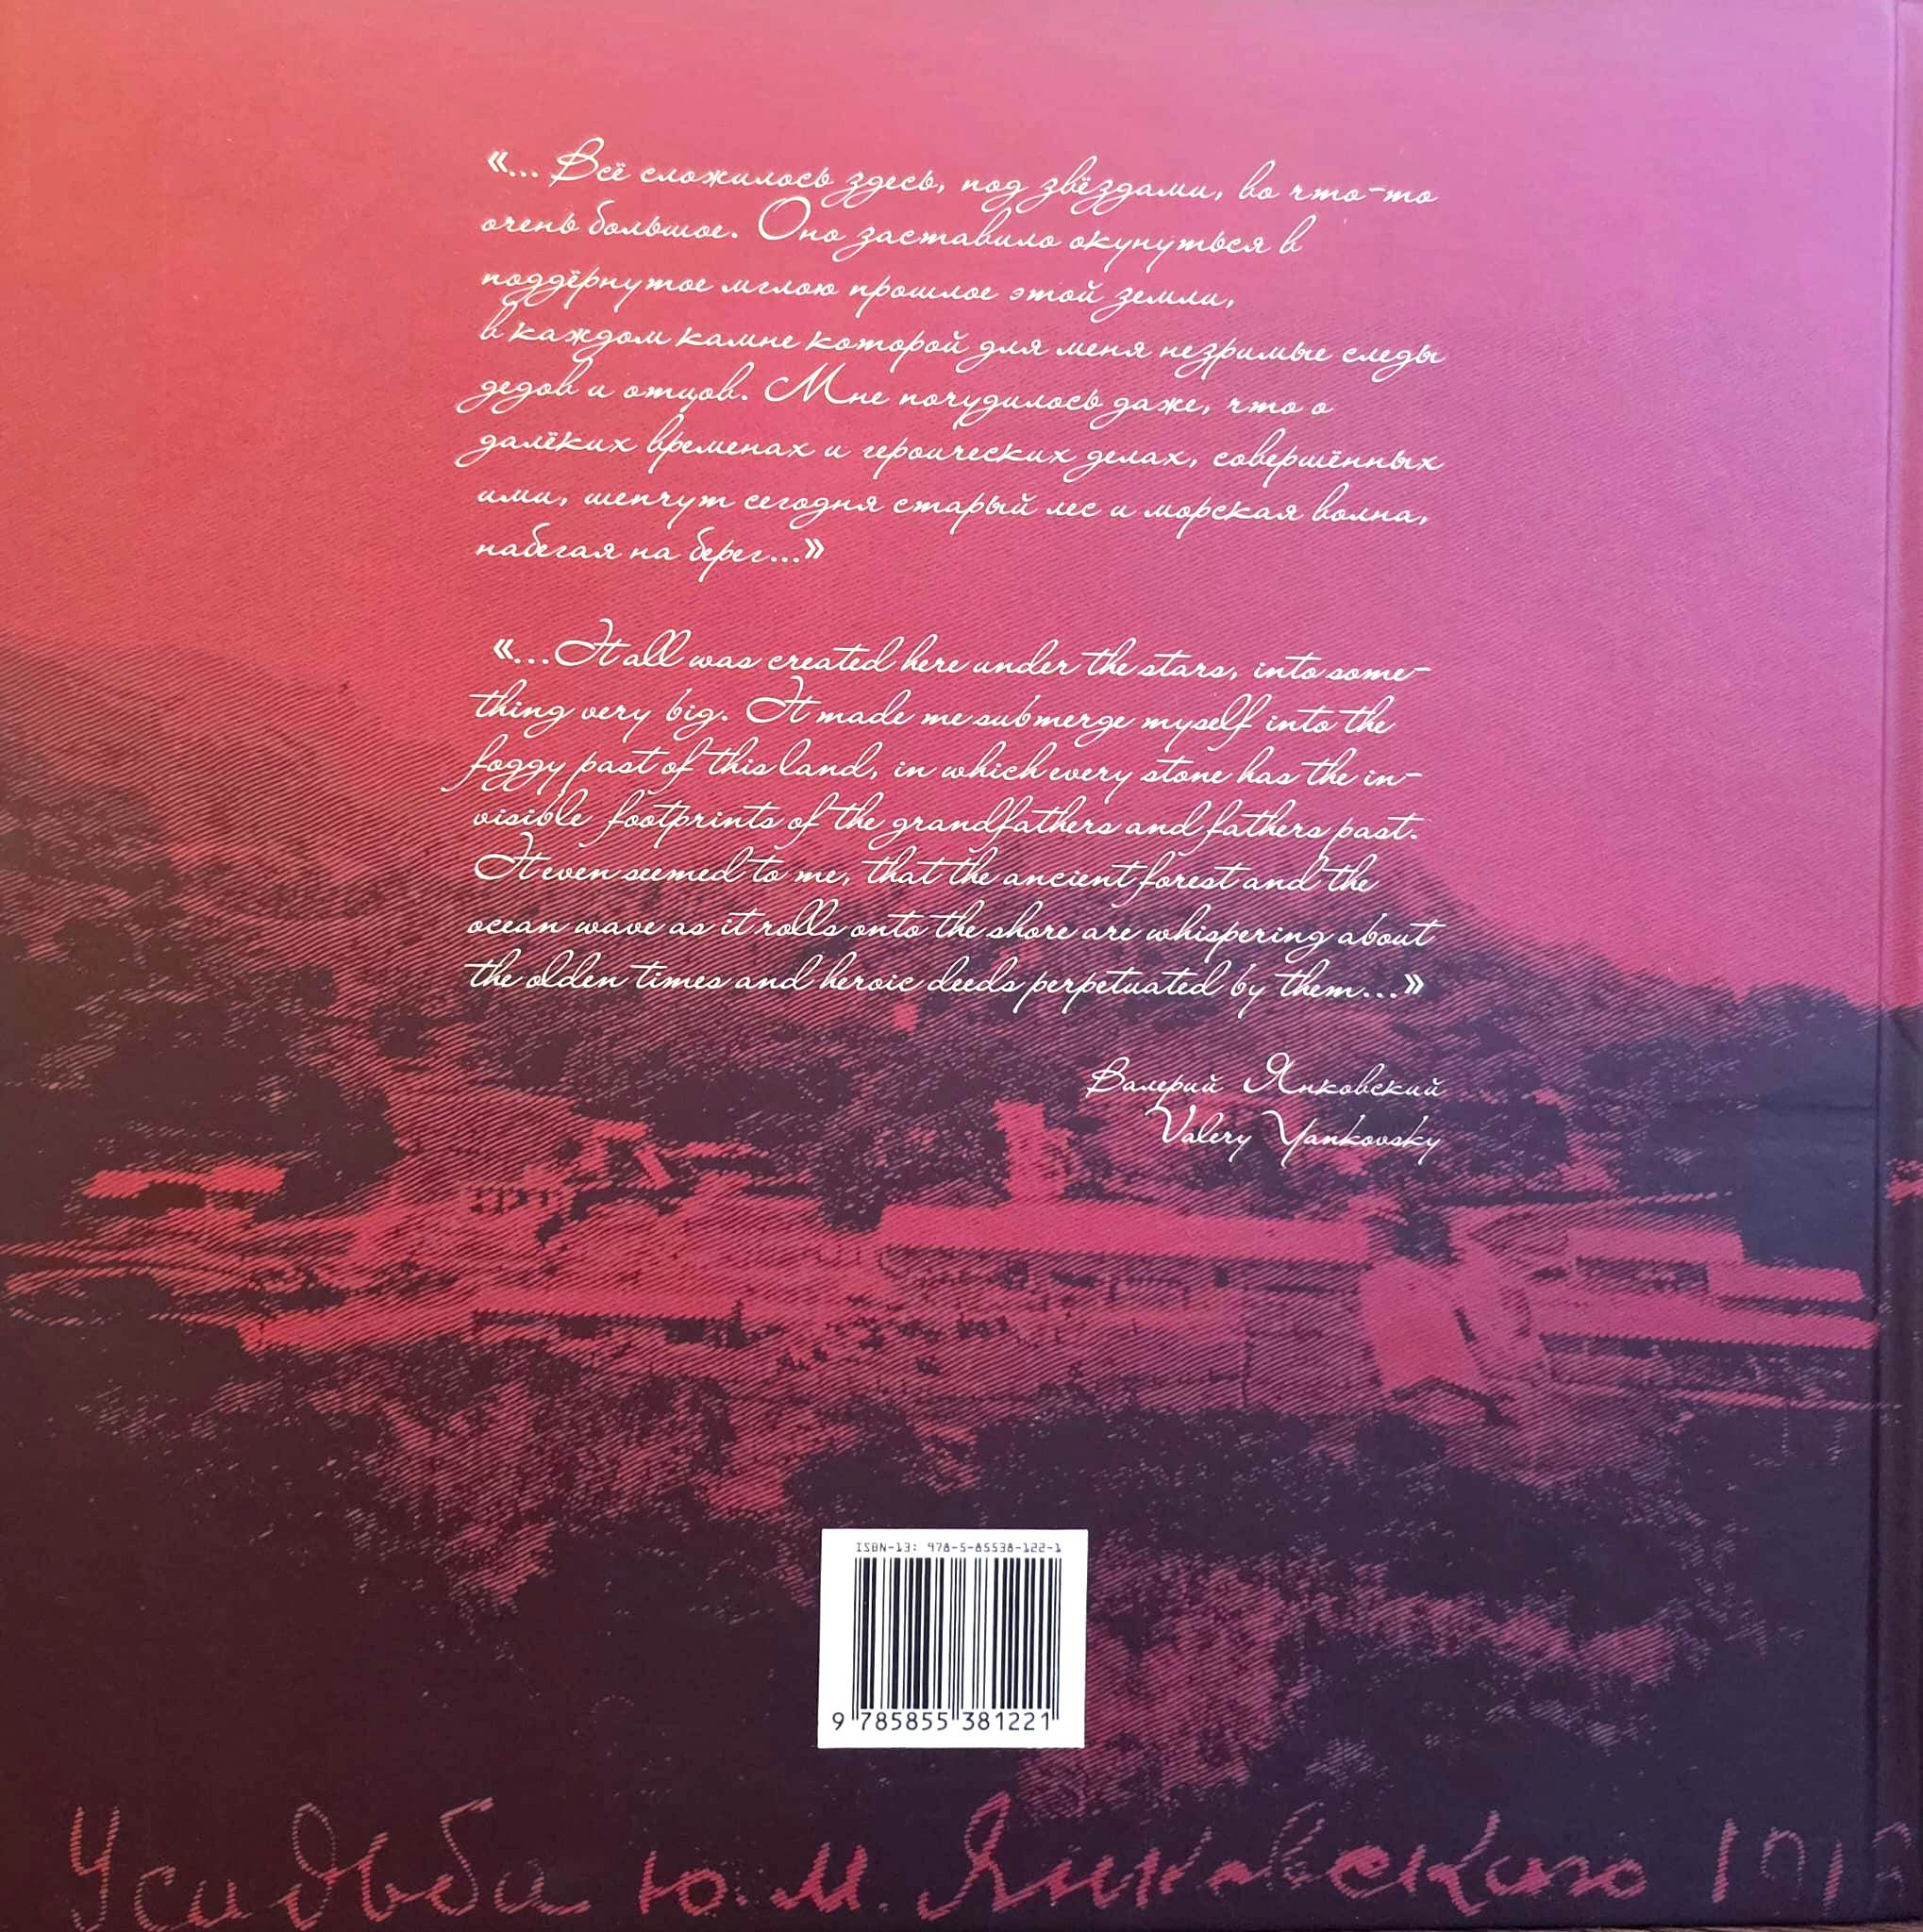 «... Всё сложилось здесь, под звёздами, во что-то
очень большое. Оно заставило окунуться в
поддёрнутое мглою прошлое этой земли,
в каждом камне которой для меня незримые следы
дедов и отцов. Мне почудилось даже, что о
далёких временах и героических делах, совершённых
ими, шепчут сегодня старый лес и морская волна,
набегая на берег...»
«...It all was created here under the stars, into some-
thing very big. It made me submerge myself into the
foggy past of this land, in which every stone has the in-
visible footprints of the grandfathers and fathers past.
It even seemed to me, that the ancient forest and the
ocean wave as it rolls onto the shore are whispering about
the olden times and heroic deeds perpetuated by them...»
Валерий Янковский
Valery Yankovsky
ISBN-13: 978-5-85538-122-1
9 785855 381221
Усадьба Ю. М. Янковского